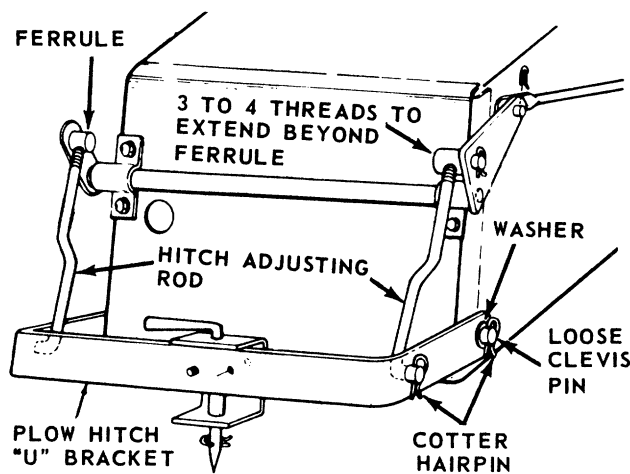 FERRULE
3 TO 4 THREADS TO
EXTEND BEYOND
FERRULE
WASHER
HITCH ADJUSTING
ROD
LOOSE
CLEVIS
PIN
PLOW HITCH
"U" BRACKET
COTTER
HAIRPIN